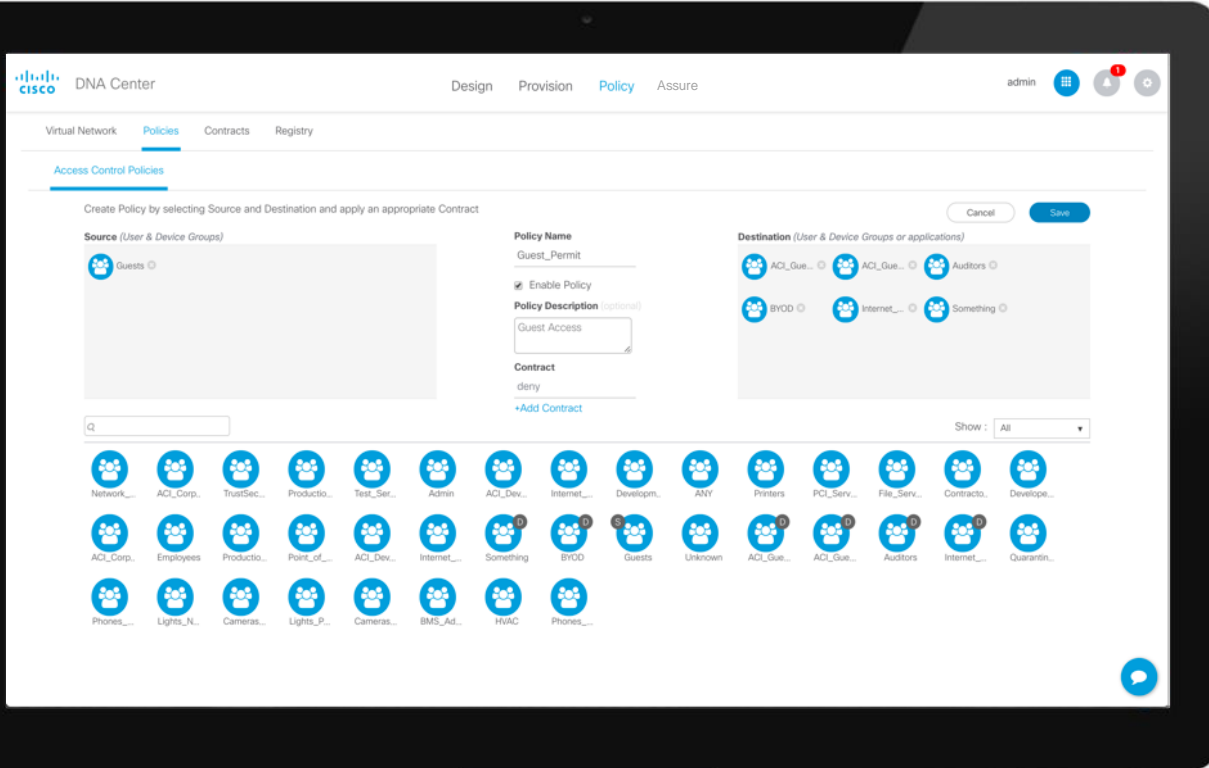 cisco DNA Center Design Provision Policy Assure admin 1
Virtual Network Policies Contracts Registry
Access Control Policies
Create Policy by selecting Source and Destination and apply an appropriate Contract Cancel Save
Source (User & Device Groups) Policy Name Destination (User & Device Groups or applications)
Guests Guest_Permit ACI_Gue... ACI_Gue... Auditors
Enable Policy
Policy Description (optional) BYOD Internet_... Something
Guest Access
Contract
deny
+Add Contract
Show : All
Network_... ACI_Corp.. TrustSec... Productio... Test_Ser... Admin ACI_Dev... Internet_... Developm.. ANY Printers PCI_Serv... File_Serv... Contracto.. Develope...
D D S D D D D
ACI_Corp.. Employees Productio... Point_of_... ACI_Dev... Internet_... Something BYOD Guests Unknown ACI_Gue... ACI_Gue... Auditors Internet_... Quarantin...
Phones_... Lights_N... Cameras... Lights_P... Cameras... BMS_Ad... HVAC Phones_...